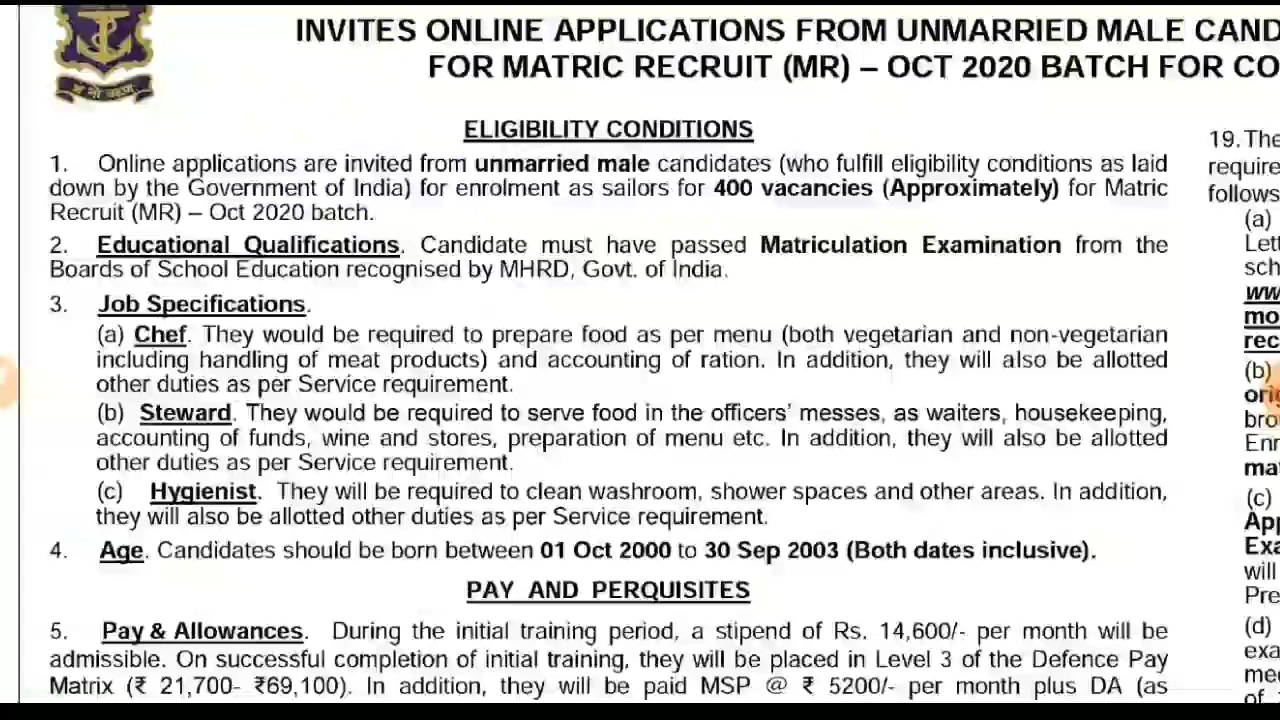 INVITES ONLINE APPLICATIONS FROM UNMARRIED MALE CAND
FOR MATRIC RECRUIT (MR) – OCT 2020 BATCH FOR CO
ELIGIBILITY CONDITIONS
1. Online applications are invited from unmarried male candidates (who fulfill eligibility conditions as laid
down by the Government of India) for enrolment as sailors for 400 vacancies (Approximately) for Matric
Recruit (MR) – Oct 2020 batch.
2. Educational Qualifications. Candidate must have passed Matriculation Examination from the
Boards of School Education recognised by MHRD, Govt. of India.
3. Job Specifications.
(a) Chef. They would be required to prepare food as per menu (both vegetarian and non-vegetarian
including handling of meat products) and accounting of ration. In addition, they will also be allotted
other duties as per Service requirement.
(b) Steward. They would be required to serve food in the officers' messes, as waiters, housekeeping,
accounting of funds, wine and stores, preparation of menu etc. In addition, they will also be allotted
other duties as per Service requirement.
(c) Hygienist. They will be required to clean washroom, shower spaces and other areas. In addition,
they will also be allotted other duties as per Service requirement.
4. Age. Candidates should be born between 01 Oct 2000 to 30 Sep 2003 (Both dates inclusive).
PAY AND PERQUISITES
5. Pay & Allowances. During the initial training period, a stipend of Rs. 14,600/- per month will be
admissible. On successful completion of initial training, they will be placed in Level 3 of the Defence Pay
Matrix (₹ 21,700- ₹69,100). In addition, they will be paid MSP @ ₹ 5200/- per month plus DA (as
19. The
require
follows
(a)
Lett
sch
ww
mo
rec
(b)
orig
bro
Enr
mat
(c)
App
Exa
will
Pre
(d)
exa
med
of